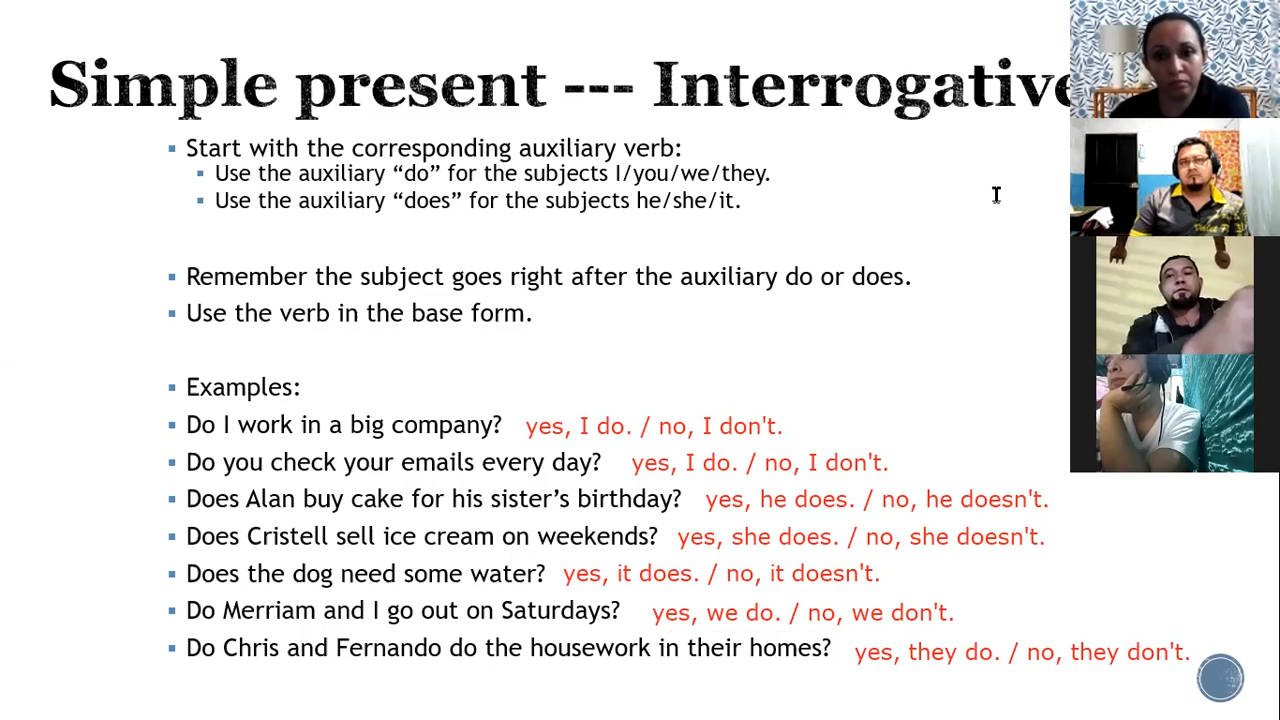 Simple present --- Interrogative
Start with the corresponding auxiliary verb:
Use the auxiliary “do” for the subjects I/you/we/they.
Use the auxiliary “does” for the subjects he/she/it.
Remember the subject goes right after the auxiliary do or does.
Use the verb in the base form.
Examples:
Do I work in a big company? yes, I do. / no, I don't.
Do you check your emails every day? yes, I do. / no, I don't.
Does Alan buy cake for his sister’s birthday? yes, he does. / no, he doesn't.
Does Cristell sell ice cream on weekends? yes, she does. / no, she doesn't.
Does the dog need some water? yes, it does. / no, it doesn't.
Do Merriam and I go out on Saturdays? yes, we do. / no, we don't.
Do Chris and Fernando do the housework in their homes? yes, they do. / no, they don't.